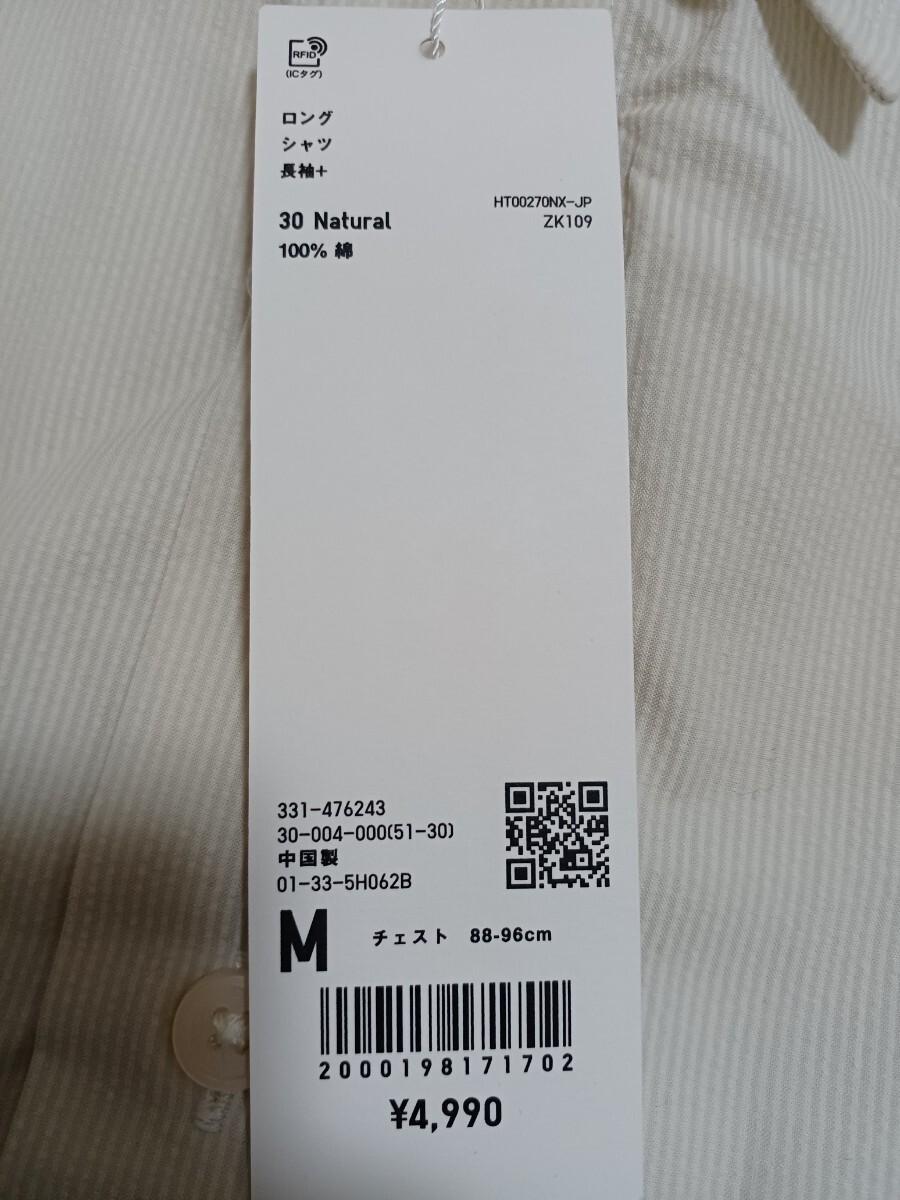 RFID
(ICタグ)
ロング
シャツ
長袖+
HT00270NX-JP
30 Natural
ZK109
100% 綿
331-476243
30-004-000(51-30)
中国製
01-33-5H062B
M チェスト 88-96cm
2000198171702
¥4,990